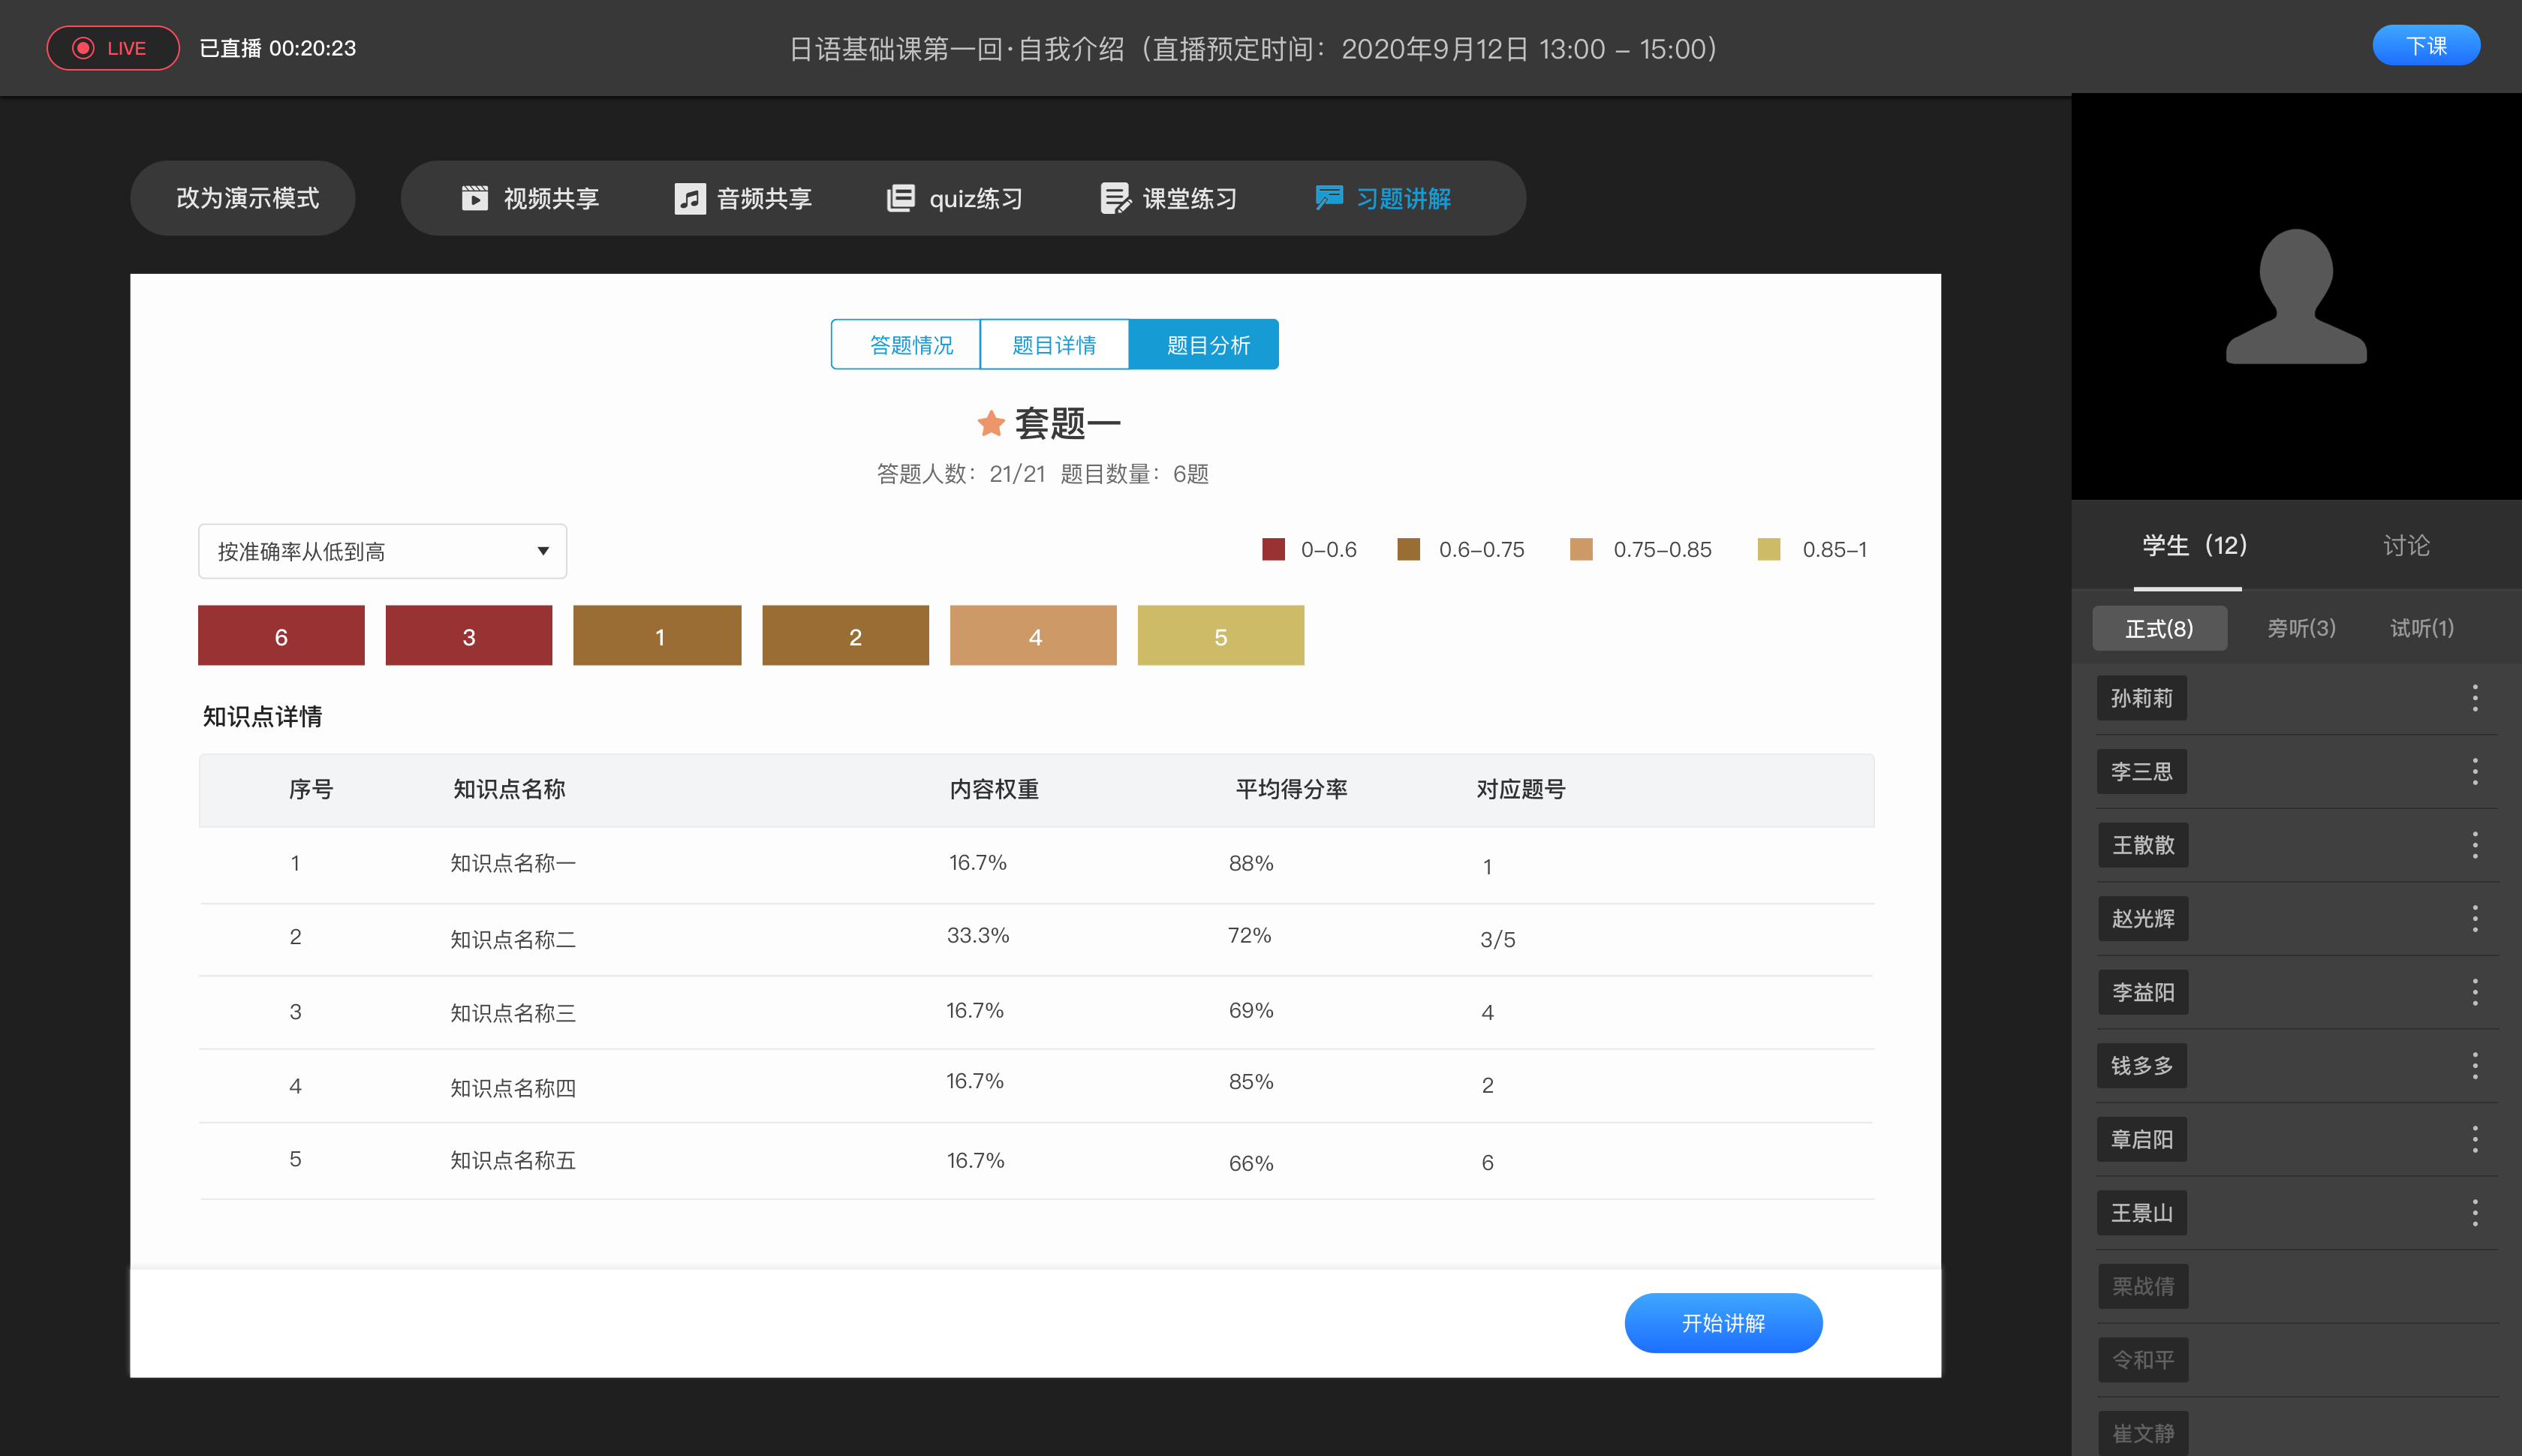 LIVE 已直播 00:20:23 日语基础课第一回·自我介绍（直播预定时间：2020年9月12日 13:00 – 15:00） 下课
改为演示模式 视频共享 音频共享 quiz练习 课堂练习 习题讲解
答题情况 题目详情 题目分析
套题一
答题人数：21/21 题目数量：6题
按准确率从低到高 0–0.6 0.6–0.75 0.75–0.85 0.85–1
6 3 1 2 4 5
知识点详情
序号 知识点名称 内容权重 平均得分率 对应题号
1 知识点名称一 16.7% 88% 1
2 知识点名称二 33.3% 72% 3/5
3 知识点名称三 16.7% 69% 4
4 知识点名称四 16.7% 85% 2
5 知识点名称五 16.7% 66% 6
开始讲解
学生（12） 讨论
正式(8) 旁听(3) 试听(1)
孙莉莉
李三思
王散散
赵光辉
李益阳
钱多多
章启阳
王景山
栗战倩
令和平
崔文静